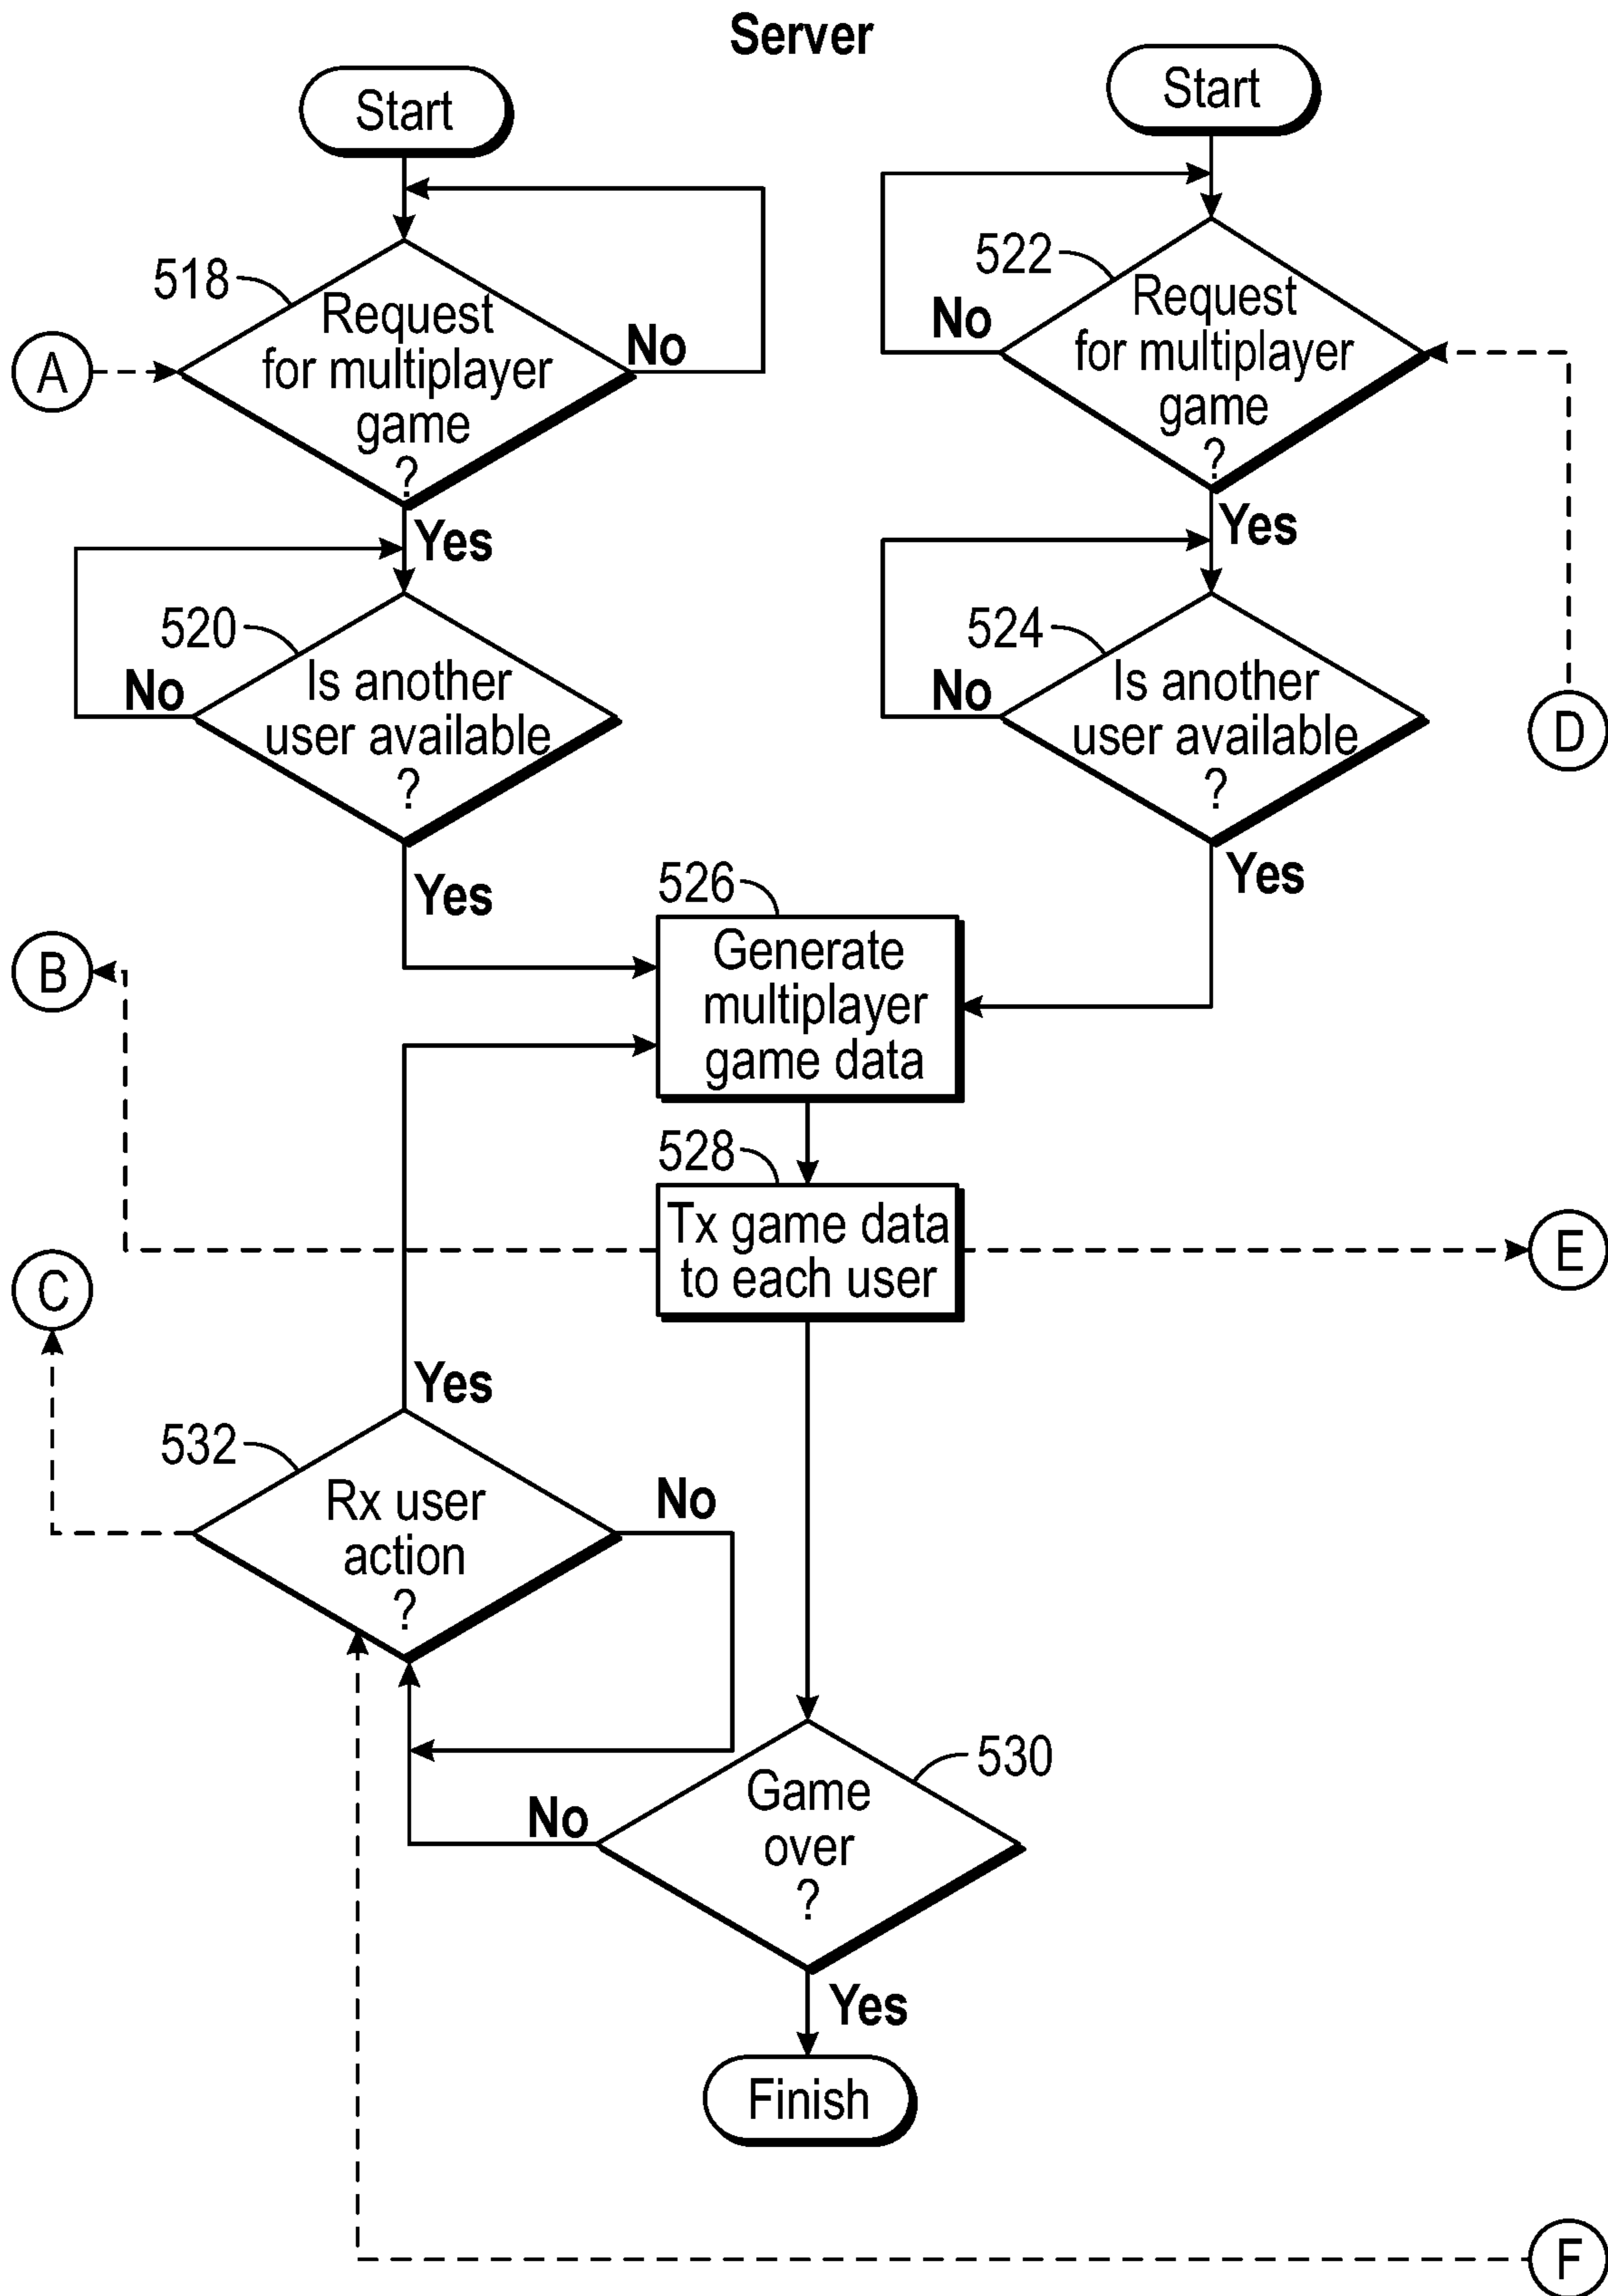 Server
Start
Start
518
Request
for multiplayer
game
?
No
A
Yes
522
Request
for multiplayer
game
?
No
Yes
520
Is another
user available
?
No
Yes
524
Is another
user available
?
No
Yes
D
526
Generate
multiplayer
game data
B
528
Tx game data
to each user
E
C
Yes
532
Rx user
action
?
No
530
Game
over
?
No
Yes
Finish
F